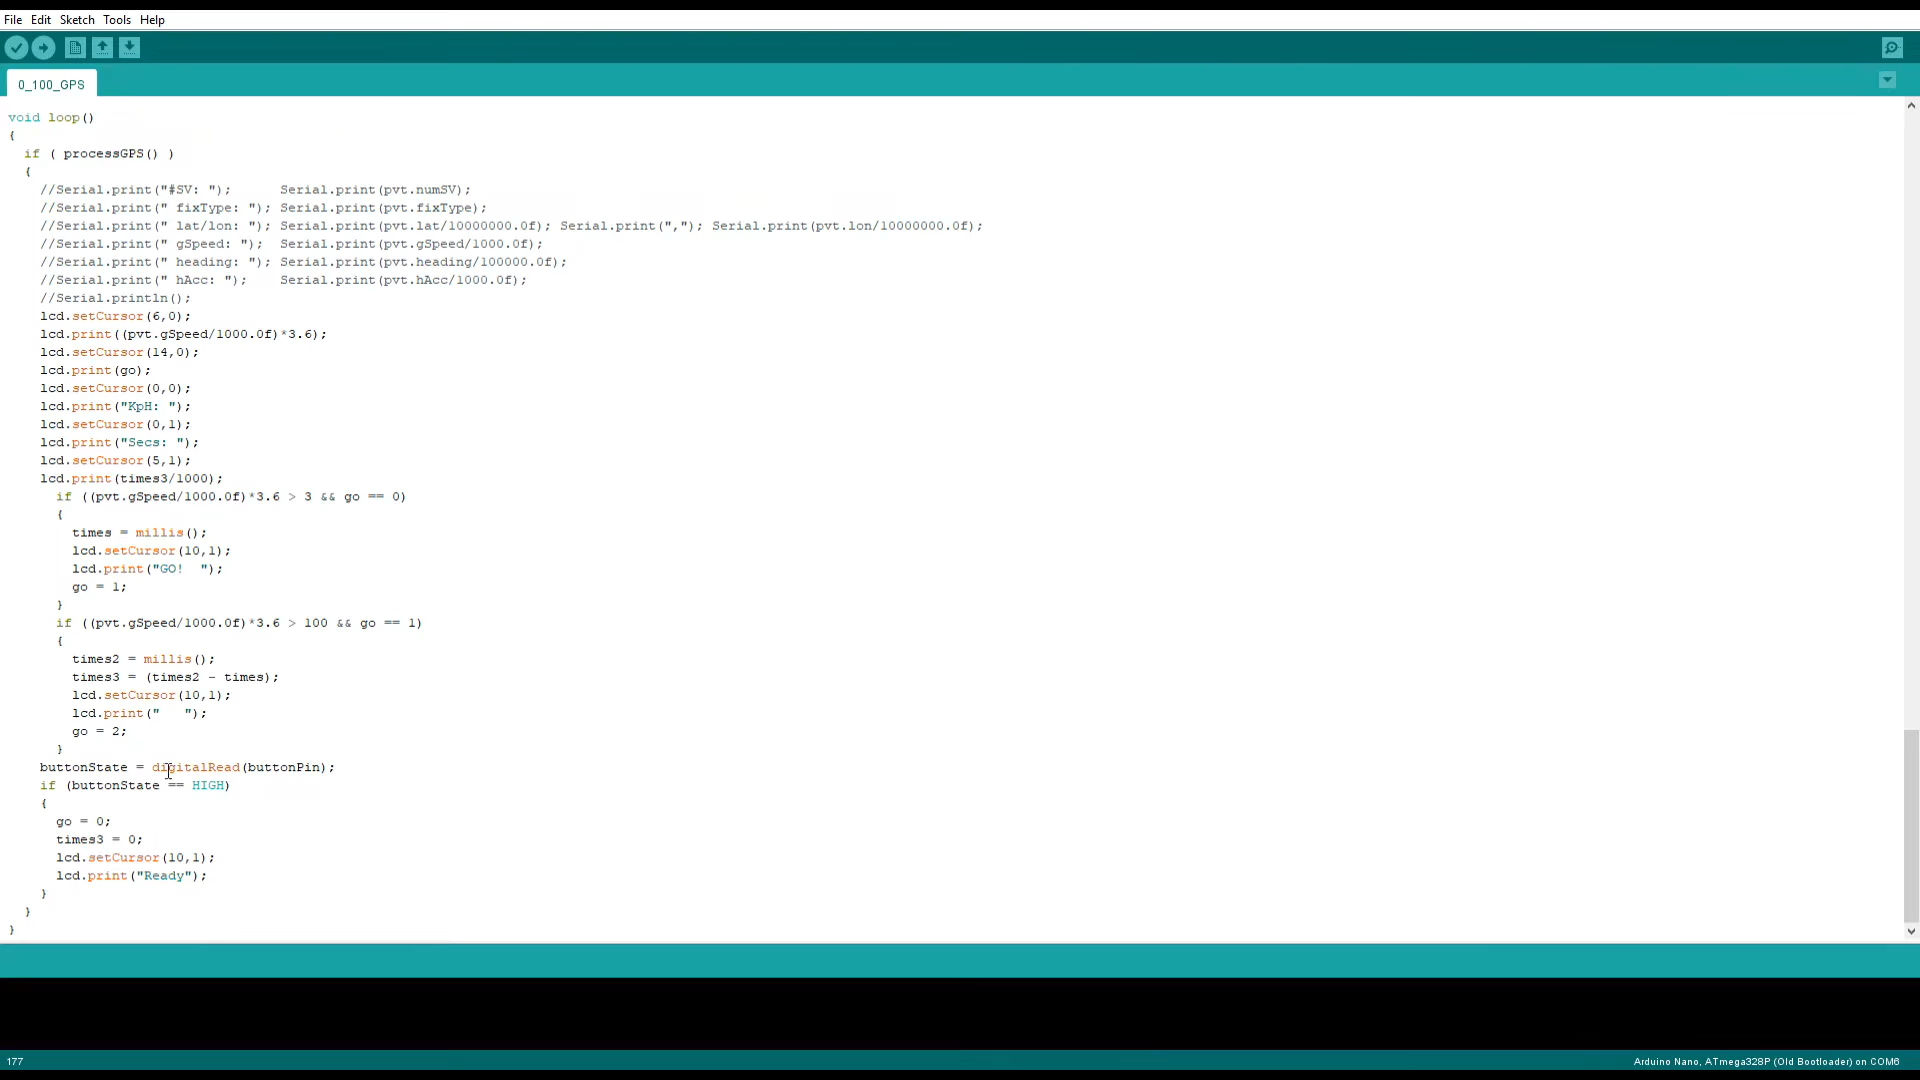 File Edit Sketch Tools Help
0_100_GPS
void loop()
{
  if ( processGPS() )
  {
    //Serial.print("#SV: ");      Serial.print(pvt.numSV);
    //Serial.print(" fixType: "); Serial.print(pvt.fixType);
    //Serial.print(" lat/lon: "); Serial.print(pvt.lat/10000000.0f); Serial.print(","); Serial.print(pvt.lon/10000000.0f);
    //Serial.print(" gSpeed: ");  Serial.print(pvt.gSpeed/1000.0f);
    //Serial.print(" heading: "); Serial.print(pvt.heading/100000.0f);
    //Serial.print(" hAcc: ");    Serial.print(pvt.hAcc/1000.0f);
    //Serial.println();
    lcd.setCursor(6,0);
    lcd.print((pvt.gSpeed/1000.0f)*3.6);
    lcd.setCursor(14,0);
    lcd.print(go);
    lcd.setCursor(0,0);
    lcd.print("KpH: ");
    lcd.setCursor(0,1);
    lcd.print("Secs: ");
    lcd.setCursor(5,1);
    lcd.print(times3/1000);
      if ((pvt.gSpeed/1000.0f)*3.6 > 3 && go == 0)
      {
        times = millis();
        lcd.setCursor(10,1);
        lcd.print("GO!  ");
        go = 1;
      }
      if ((pvt.gSpeed/1000.0f)*3.6 > 100 && go == 1)
      {
        times2 = millis();
        times3 = (times2 - times);
        lcd.setCursor(10,1);
        lcd.print("   ");
        go = 2;
      }
    buttonState = digitalRead(buttonPin);
    if (buttonState == HIGH)
    {
      go = 0;
      times3 = 0;
      lcd.setCursor(10,1);
      lcd.print("Ready");
    }
  }
}
177
Arduino Nano, ATmega328P (Old Bootloader) on COM6